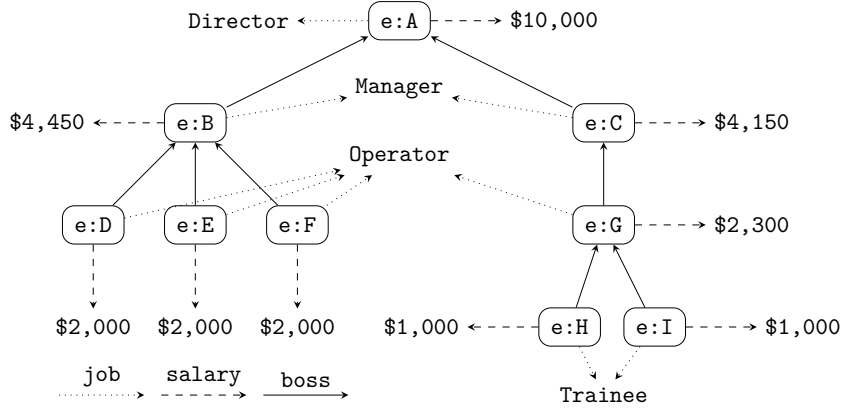 Director e:A $10,000
Manager
$4,450 e:B e:C $4,150
Operator
e:D e:E e:F e:G $2,300
$2,000 $2,000 $2,000 $1,000 e:H e:I $1,000
job salary boss
Trainee